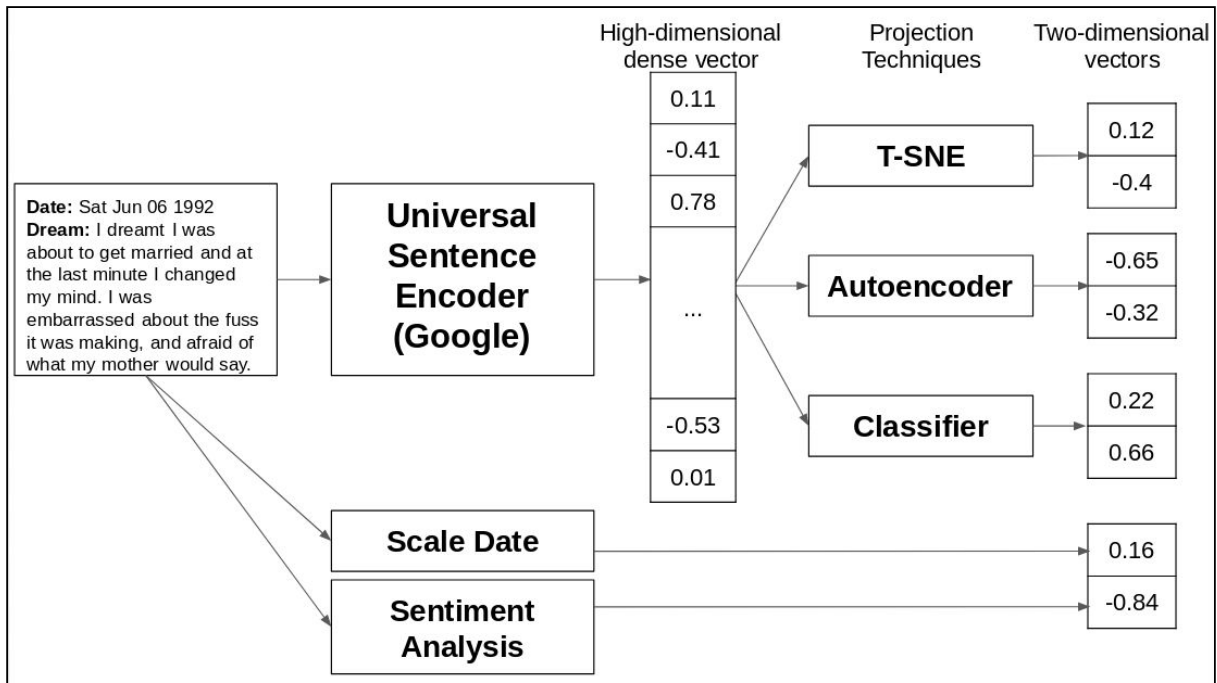 High-dimensional
dense vector
Projection
Techniques
Two-dimensional
vectors
Date: Sat Jun 06 1992
Dream: I dreamt I was
about to get married and at
the last minute I changed
my mind. I was
embarrassed about the fuss
it was making, and afraid of
what my mother would say.
Universal
Sentence
Encoder
(Google)
0.11
-0.41
0.78
...
-0.53
0.01
T-SNE
0.12
-0.4
Autoencoder
-0.65
-0.32
Classifier
0.22
0.66
Scale Date
0.16
Sentiment
Analysis
-0.84